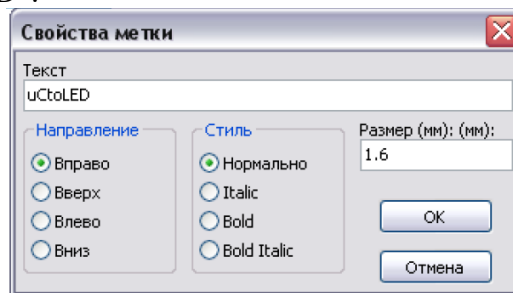 Свойства метки
Текст
uCtoLED
Направление
Вправо
Вверх
Влево
Вниз
Стиль
Нормально
Italic
Bold
Bold Italic
Размер (мм): (мм):
1.6
OK
Отмена